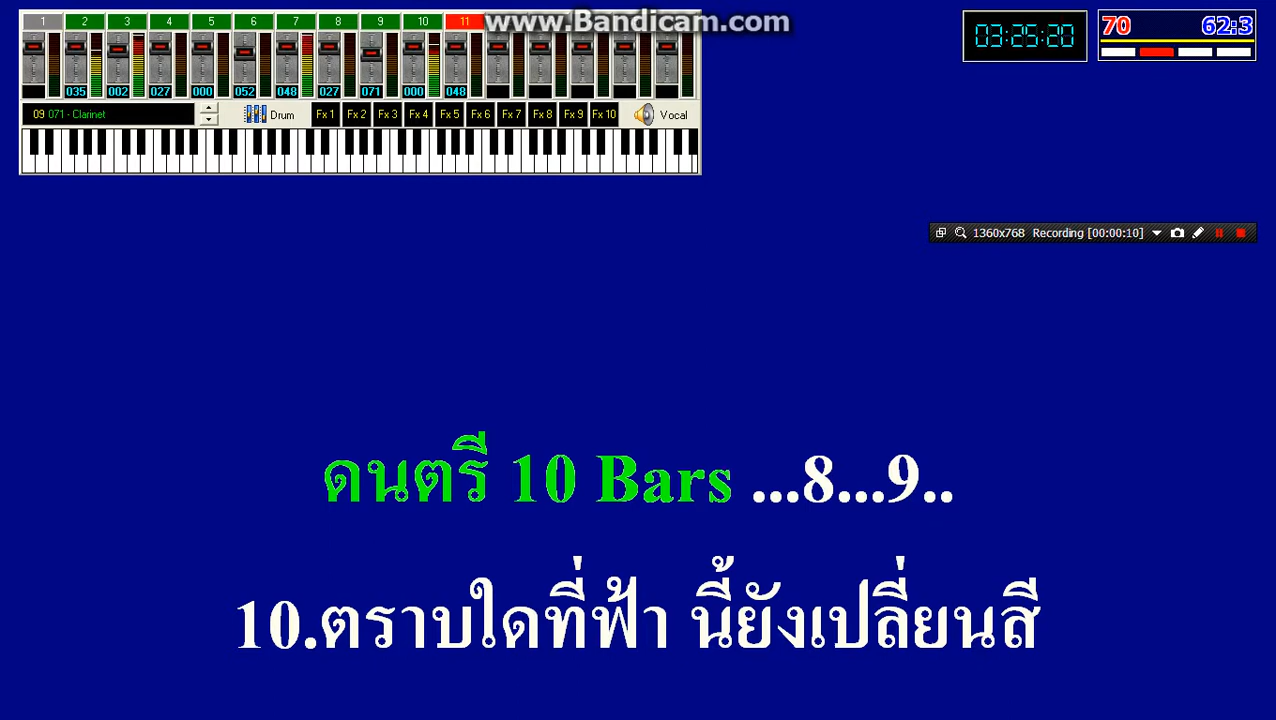 www.Bandicam.com
1 2 3 4 5 6 7 8 9 10 11
03:25:20
70 62:3
035 002 027 000 052 048 027 071 000 048
09 071 - Clarinet Drum Fx 1 Fx 2 Fx 3 Fx 4 Fx 5 Fx 6 Fx 7 Fx 8 Fx 9 Fx 10 Vocal
1360x768 Recording [00:00:10]
ดนตรี 10 Bars ...8...9..
10.ตราบใดที่ฟ้า นี้ยังเปลี่ยนสี